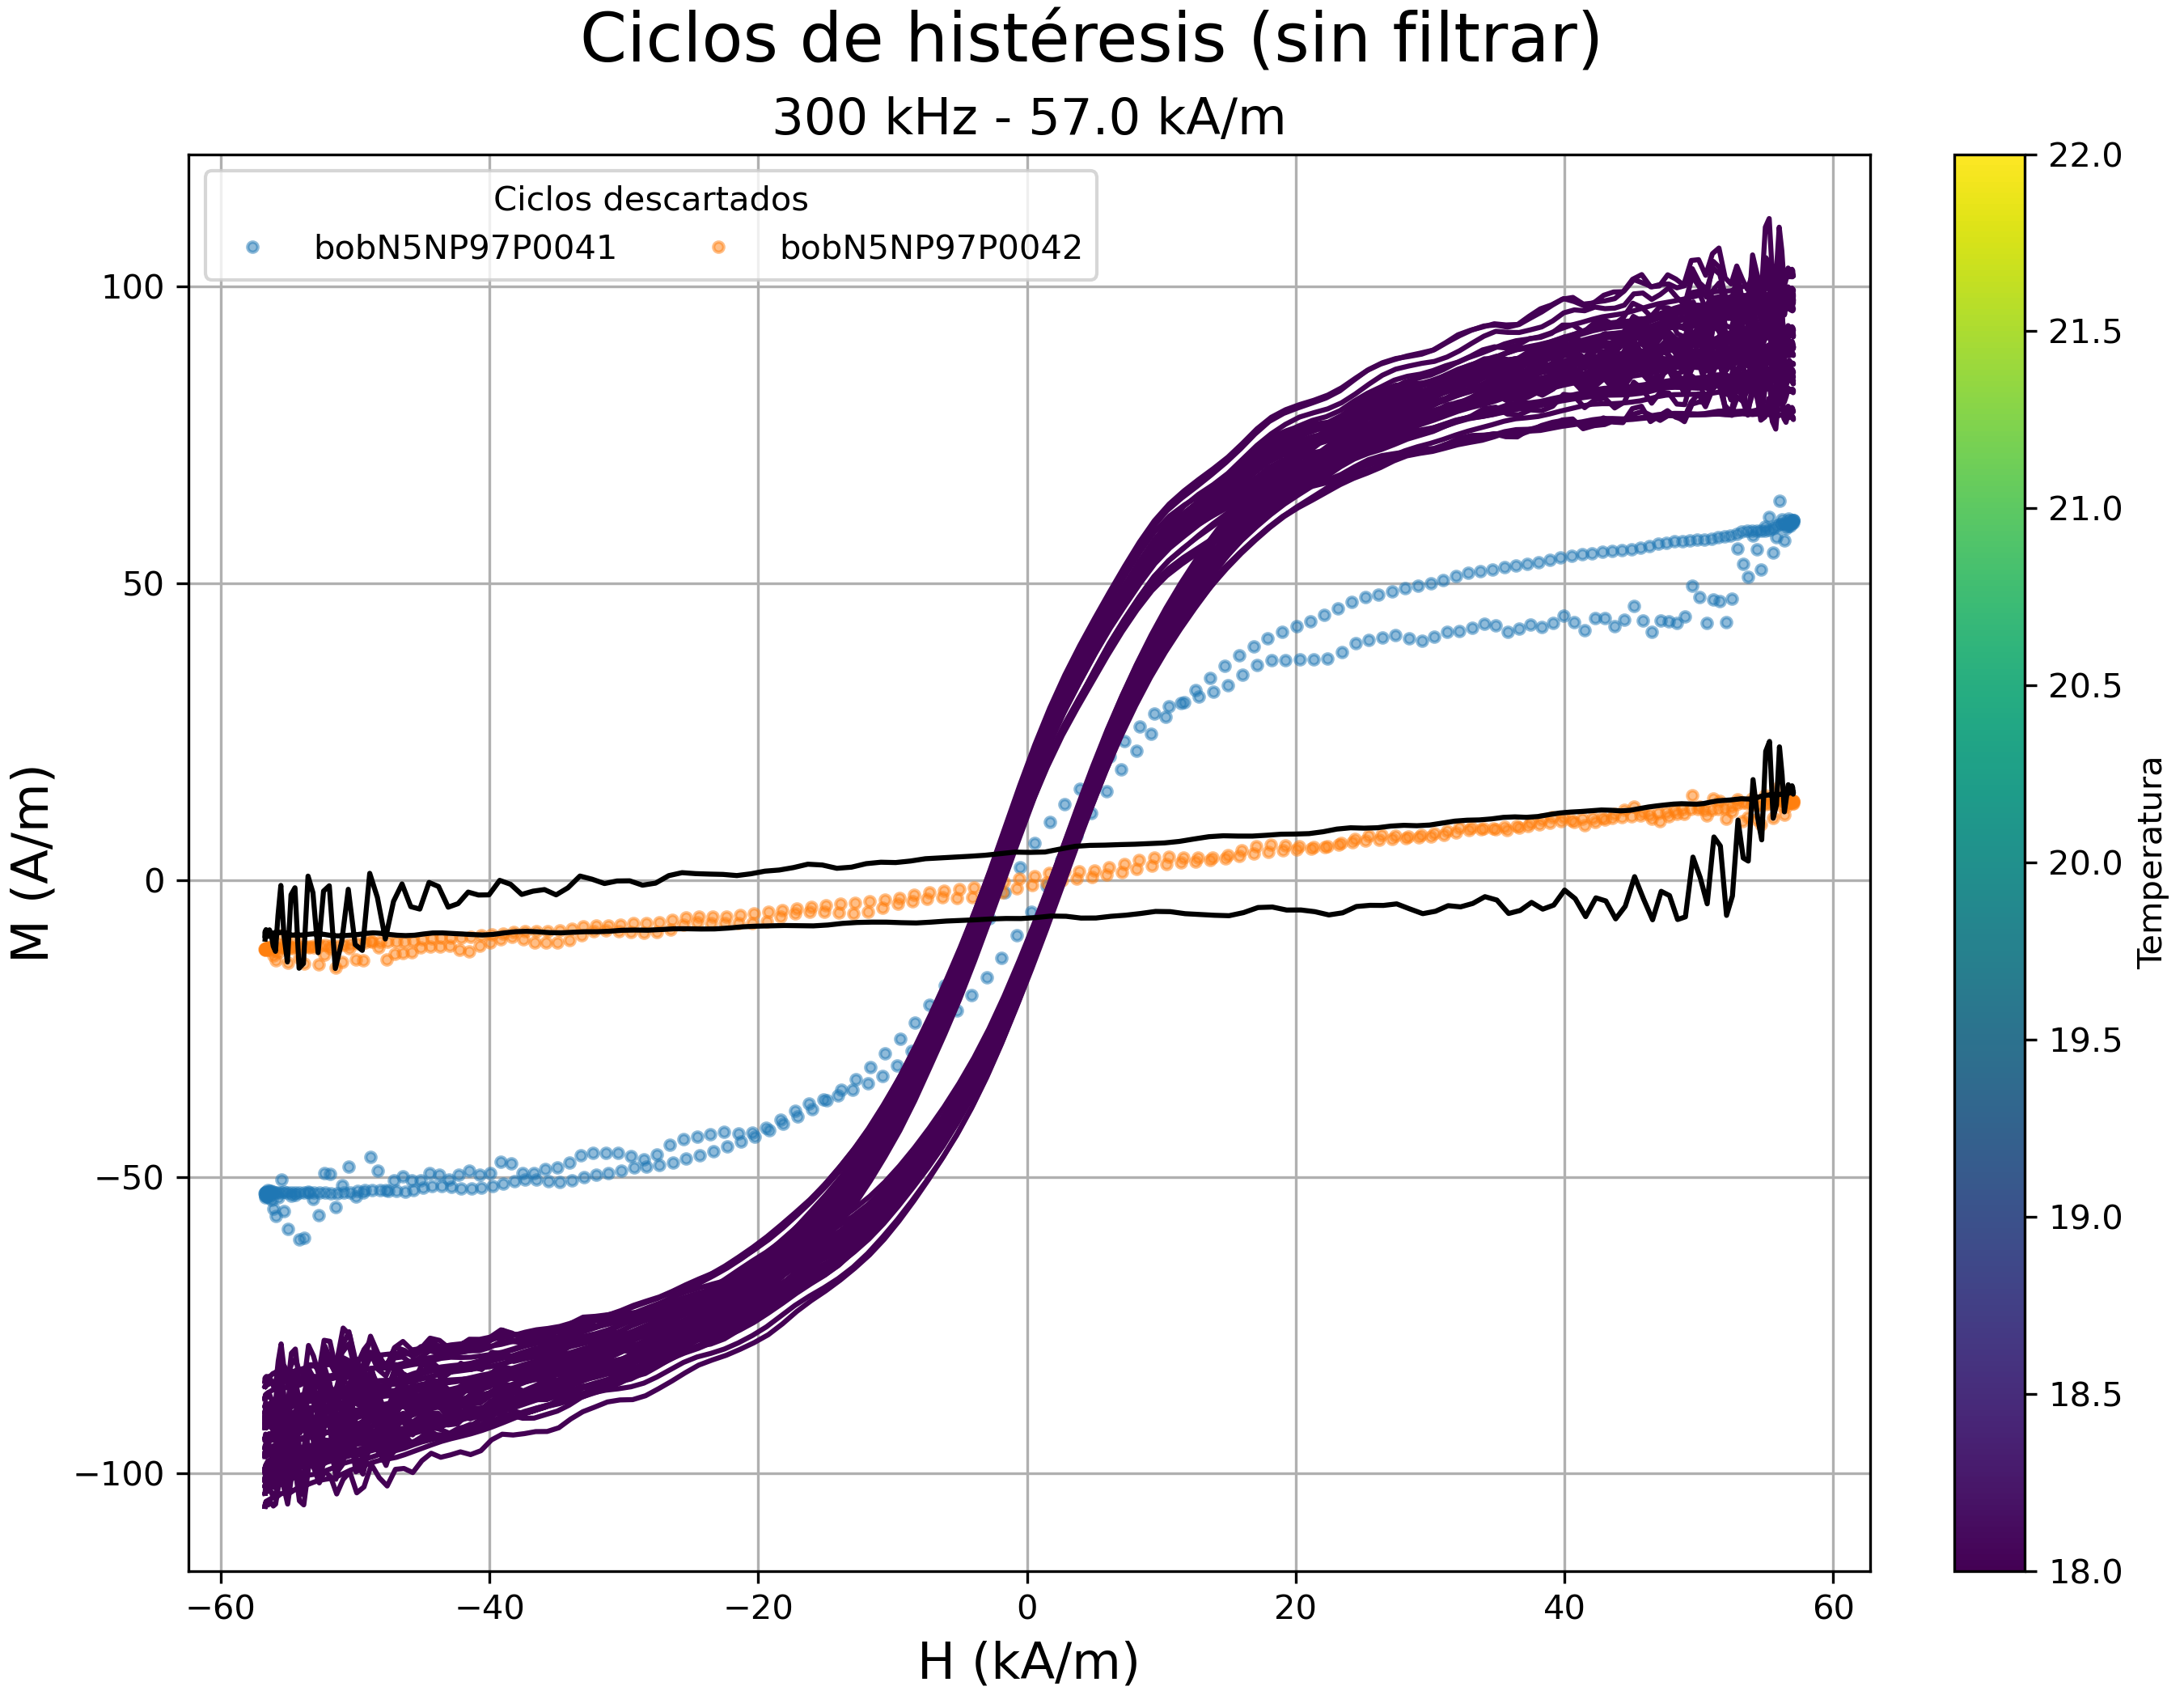 Ciclos de histéresis (sin filtrar)
300 kHz - 57.0 kA/m
Ciclos descartados
bobN5NP97P0041 bobN5NP97P0042
M (A/m)
100
50
0
−50
−100
−60 −40 −20 0 20 40 60
H (kA/m)
22.0
21.5
21.0
20.5
20.0
19.5
19.0
18.5
18.0
Temperatura